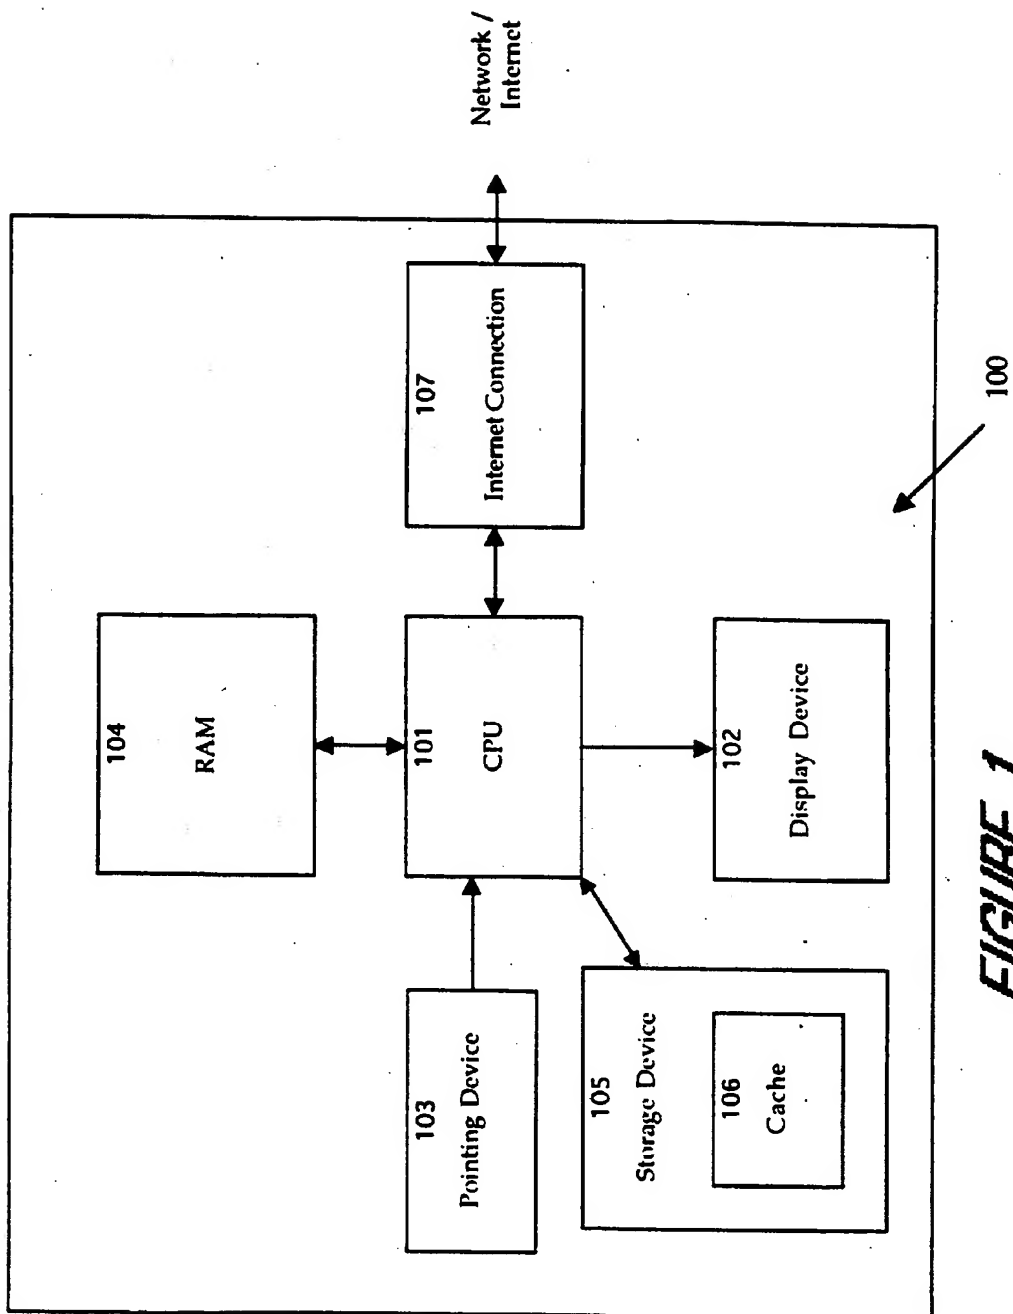 104
RAM
103
Pointing Device
101
CPU
107
Internet Connection
Network /
Internet
105
Storage Device
106
Cache
102
Display Device
100
FIGURE 1